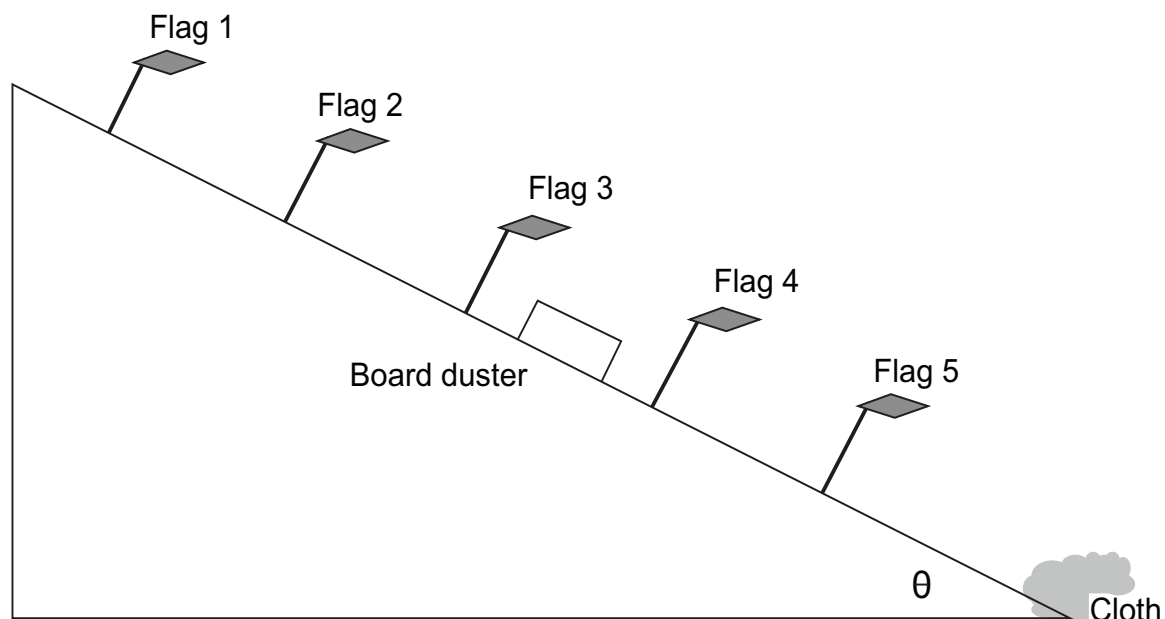 Flag 1
Flag 2
Flag 3
Flag 4
Board duster
Flag 5
θ
Cloth